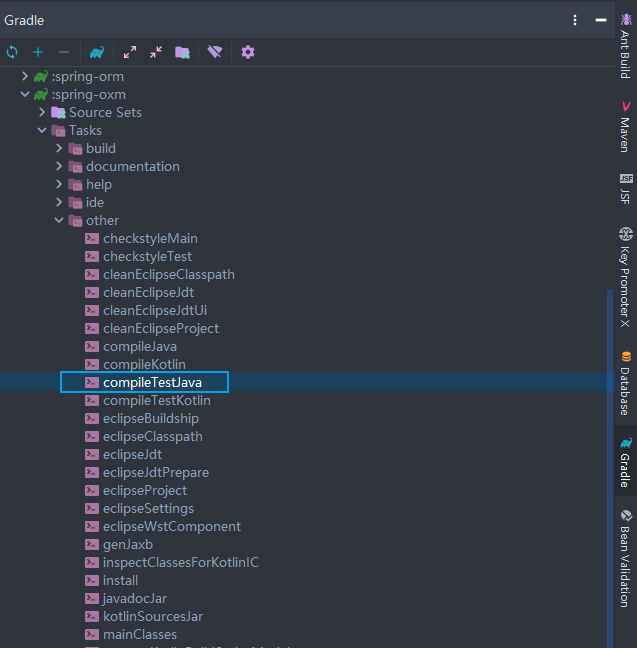 Gradle
:spring-orm
:spring-oxm
Source Sets
Tasks
build
documentation
help
ide
other
checkstyleMain
checkstyleTest
cleanEclipseClasspath
cleanEclipseJdt
cleanEclipseJdtUi
cleanEclipseProject
compileJava
compileKotlin
compileTestJava
compileTestKotlin
eclipseBuildship
eclipseClasspath
eclipseJdt
eclipseJdtPrepare
eclipseProject
eclipseSettings
eclipseWstComponent
genJaxb
inspectClassesForKotlinIC
install
javadocJar
kotlinSourcesJar
mainClasses
Ant Build
Maven
JSF
JSF
Key Promoter X
Database
Gradle
Bean Validation